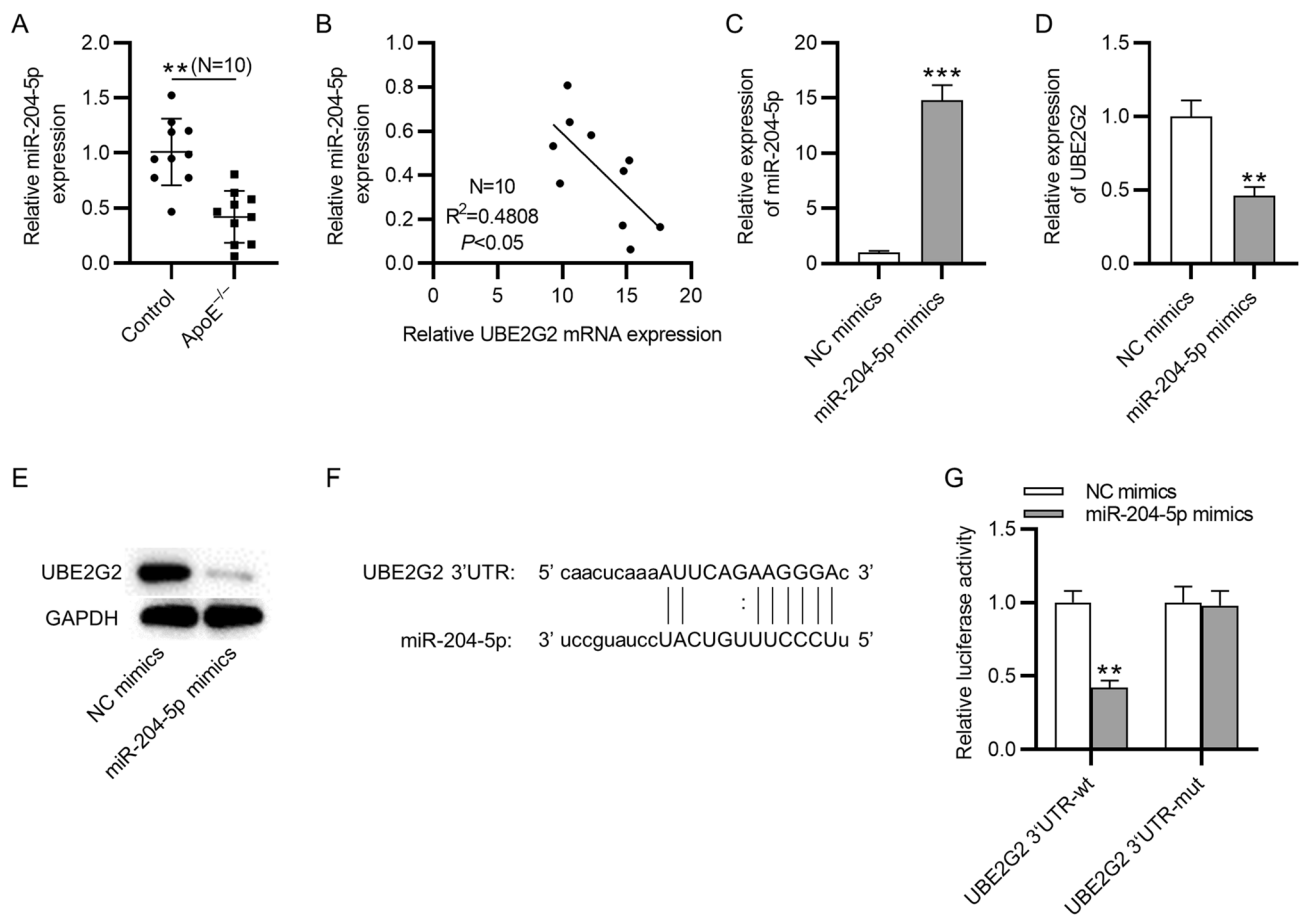 A
Relative miR-204-5p
expression
2.0
1.5
1.0
0.5
0.0
**(N=10)
Control
ApoE−/−
B
Relative miR-204-5p
expression
1.0
0.8
0.6
0.4
0.2
0.0
N=10
R2=0.4808
P<0.05
0 5 10 15 20
Relative UBE2G2 mRNA expression
C
Relative expression
of miR-204-5p
20
15
10
5
0
***
NC mimics
miR-204-5p mimics
D
Relative expression
of UBE2G2
1.5
1.0
0.5
0.0
**
NC mimics
miR-204-5p mimics
E
UBE2G2
GAPDH
NC mimics
miR-204-5p mimics
F
UBE2G2 3'UTR: 5' caacucaaaAUUCAGAAGGGAc 3'
:
miR-204-5p: 3' uccguauccUACUGUUUCCCUu 5'
G
NC mimics
miR-204-5p mimics
Relative luciferase activity
1.5
1.0
0.5
0.0
**
UBE2G2 3'UTR-wt
UBE2G2 3'UTR-mut